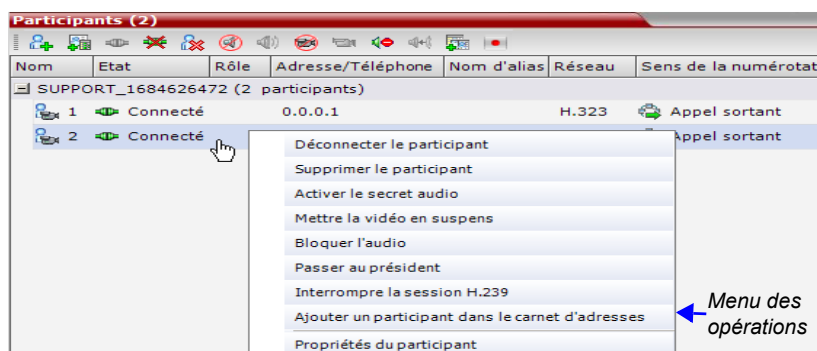 Participants (2)
Nom Etat Rôle Adresse/Téléphone Nom d'alias Réseau Sens de la numérotat
SUPPORT_1684626472 (2 participants)
1 Connecté 0.0.0.1 H.323 Appel sortant
2 Connecté Appel sortant
Déconnecter le participant
Supprimer le participant
Activer le secret audio
Mettre la vidéo en suspens
Bloquer l'audio
Passer au président
Interrompre la session H.239
Ajouter un participant dans le carnet d'adresses
Propriétés du participant
Menu des
opérations